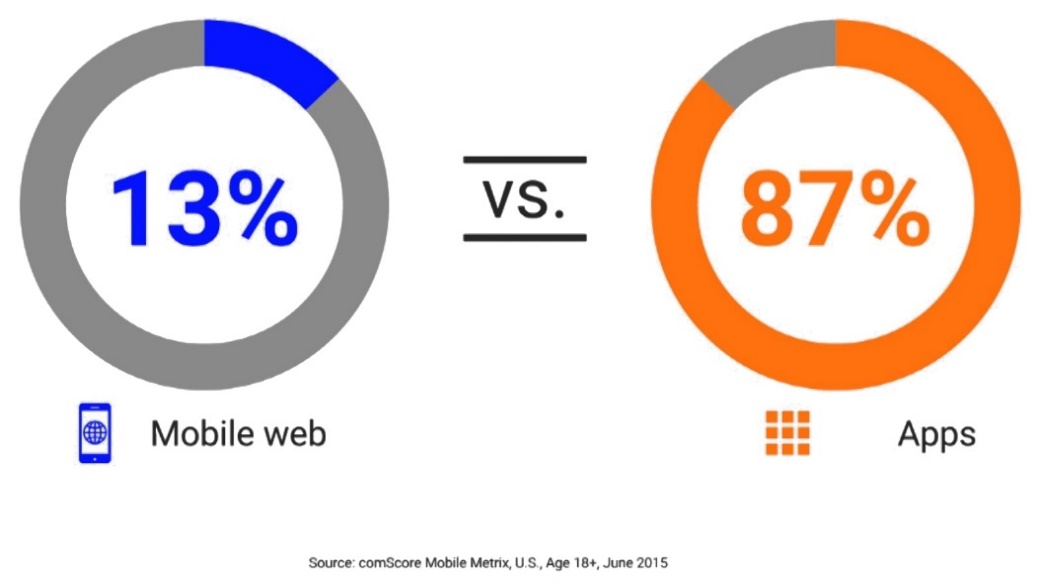 13%
VS.
87%
Mobile web
Apps
Source: comScore Mobile Metrix, U.S., Age 18+, June 2015